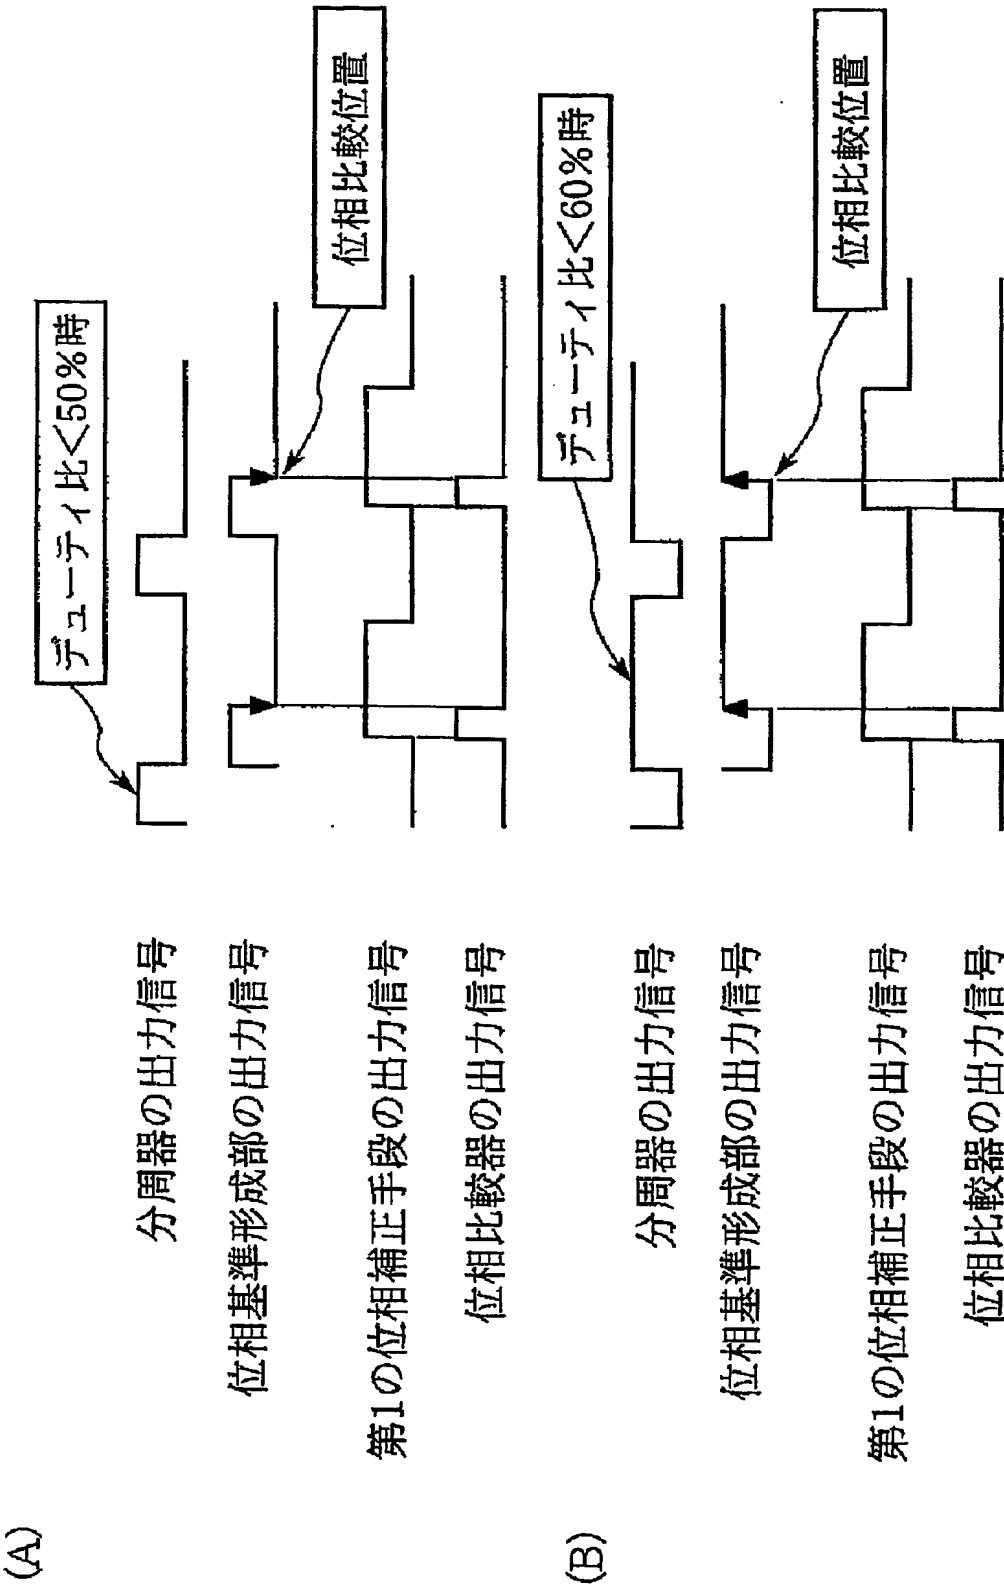 (A)
デューティ比<50%時
分周器の出力信号
位相基準形成部の出力信号
位相比較位置
第1の位相補正手段の出力信号
位相比較器の出力信号
(B)
デューティ比<60%時
分周器の出力信号
位相基準形成部の出力信号
位相比較位置
第1の位相補正手段の出力信号
位相比較器の出力信号